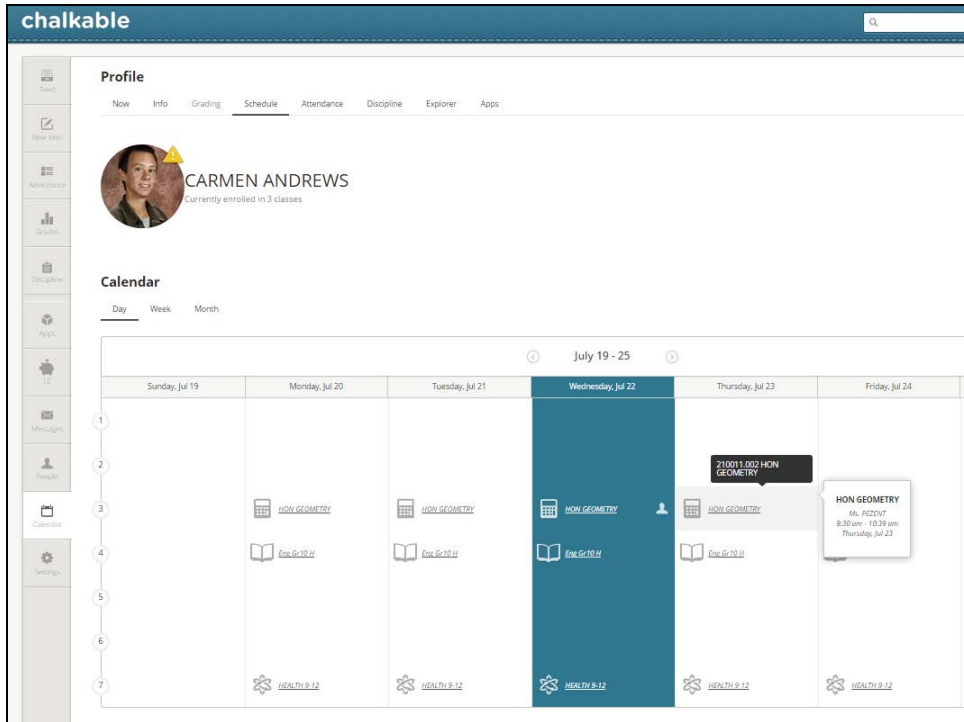 chalkable
Feed
New Item
Attendance
Grades
Discipline
Apps
LE
Messages
People
Calendar
Settings
Profile
Now Info Grading Schedule Attendance Discipline Explorer Apps
CARMEN ANDREWS
Currently enrolled in 3 classes
Calendar
Day Week Month
July 19 - 25
Sunday, Jul 19 Monday, Jul 20 Tuesday, Jul 21 Wednesday, Jul 22 Thursday, Jul 23 Friday, Jul 24
1
2
210011.002 HON
GEOMETRY
3 HON GEOMETRY HON GEOMETRY HON GEOMETRY HON GEOMETRY
HON GEOMETRY
Ms. PEZENT
9:30 am - 10:39 am
Thursday, Jul 23
4 Eng Gr10 H Eng Gr10 H Eng Gr10 H Eng Gr10 H
5
6
7 HEALTH 9-12 HEALTH 9-12 HEALTH 9-12 HEALTH 9-12 HEALTH 9-12